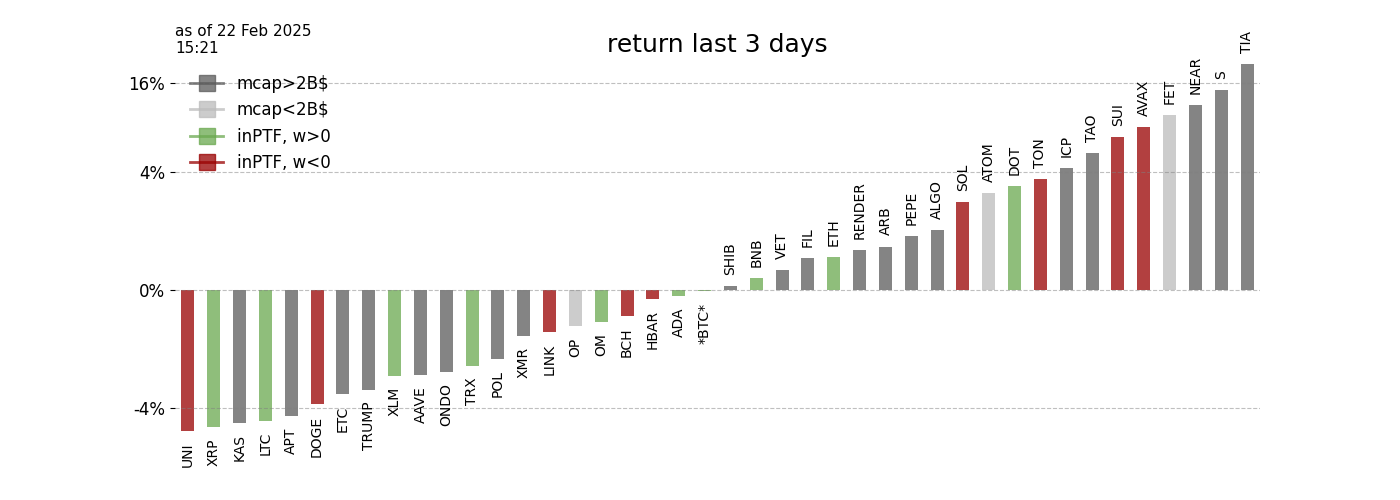 as of 22 Feb 2025
15:21
return last 3 days
16%
4%
0%
-4%
mcap>2B$
mcap<2B$
inPTF, w>0
inPTF, w<0
UNI
XRP
KAS
LTC
APT
DOGE
ETC
TRUMP
XLM
AAVE
ONDO
TRX
POL
XMR
LINK
OP
OM
BCH
HBAR
ADA
*BTC*
SHIB
BNB
VET
FIL
ETH
RENDER
ARB
PEPE
ALGO
SOL
ATOM
DOT
TON
ICP
TAO
SUI
AVAX
FET
NEAR
S
TIA